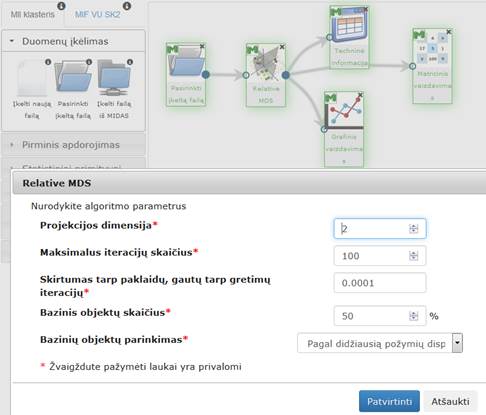 MII klasteris
MIF VU SK2
Duomenų įkėlimas
Įkelti naują failą
Pasirinkti įkeltą failą
Įkelti failą iš MIDAS
Pirminis apdorojimas
Statistiniai primityvai
Pasirinkti įkeltą failą
Relative MDS
Techninė informacija
Grafinis vaizdavimas
Matricinis vaizdavimas
Relative MDS
Nurodykite algoritmo parametrus
Projekcijos dimensija*
2
Maksimalus iteracijų skaičius*
100
Skirtumas tarp paklaidų, gautų tarp gretimų iteracijų*
0.0001
Bazinis objektų skaičius*
50 %
Bazinių objektų parinkimas*
Pagal didžiausią požymių disp
* Žvaigždute pažymėti laukai yra privalomi
Patvirtinti
Atšaukti